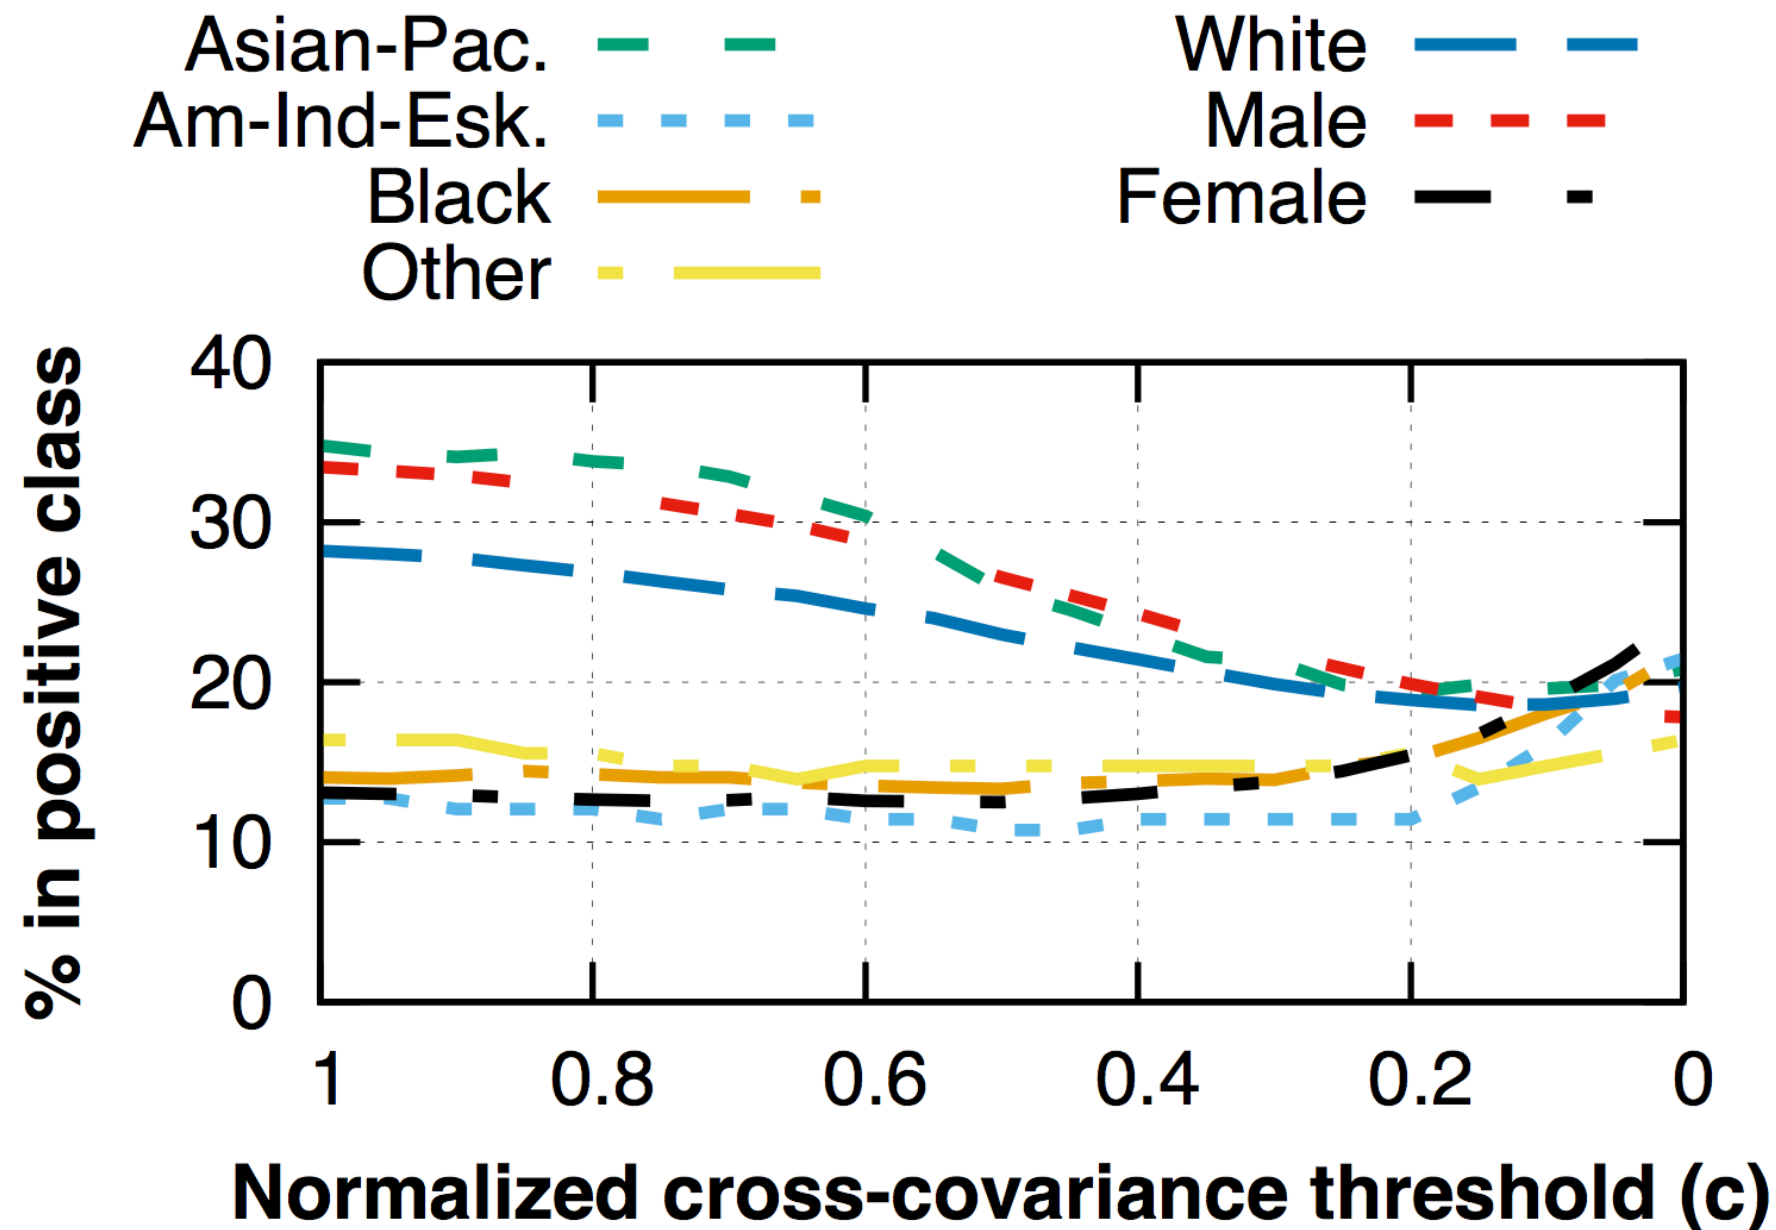 Asian-Pac.
Am-Ind-Esk.
Black
Other
White
Male
Female
% in positive class
40
30
20
10
0
1 0.8 0.6 0.4 0.2 0
Normalized cross-covariance threshold (c)